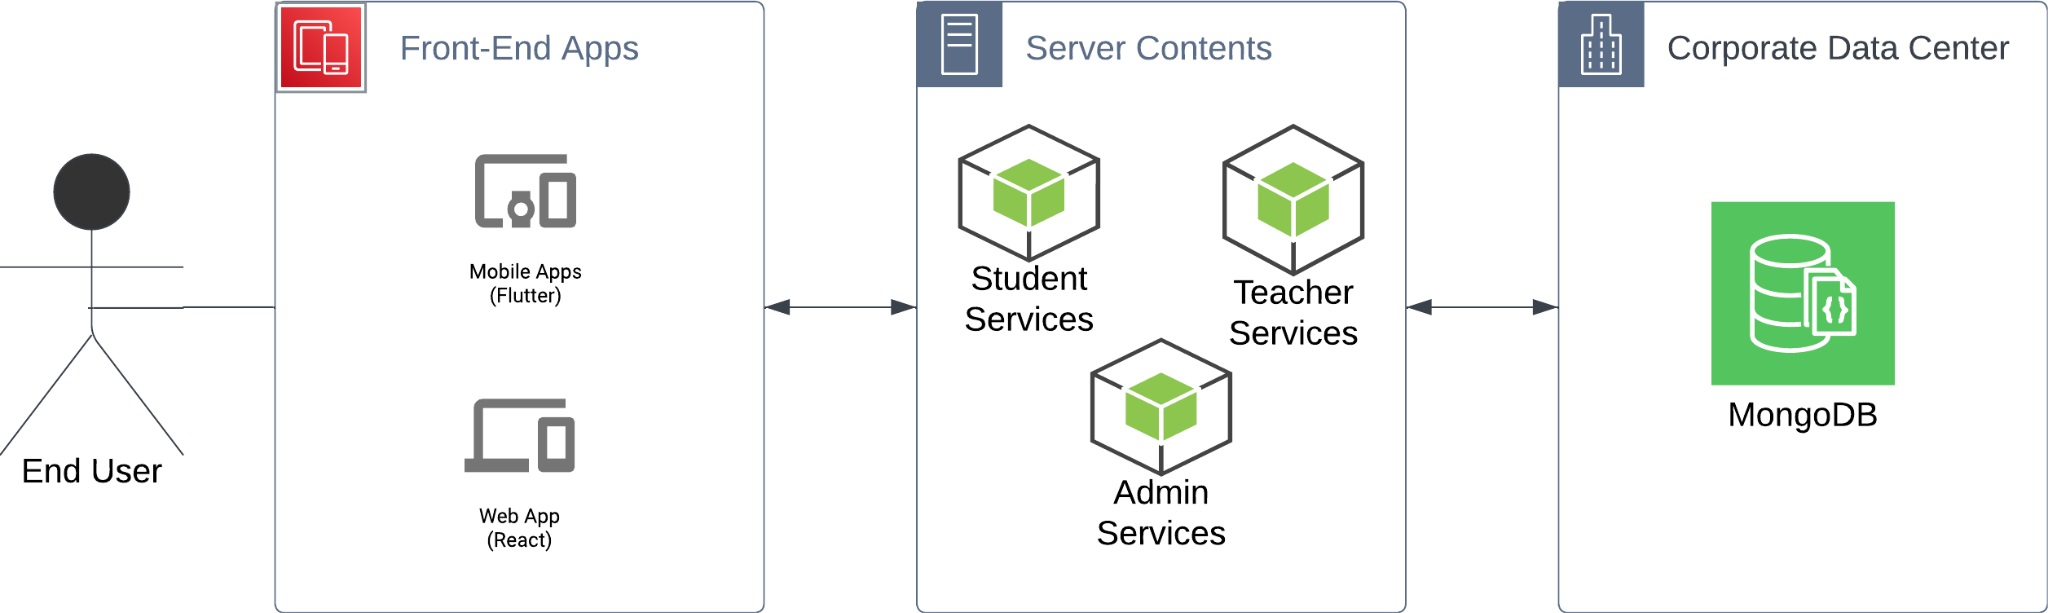 Front-End Apps
Server Contents
Corporate Data Center
Mobile Apps
(Flutter)
Web App
(React)
End User
Student
Services
Teacher
Services
Admin
Services
{}
MongoDB